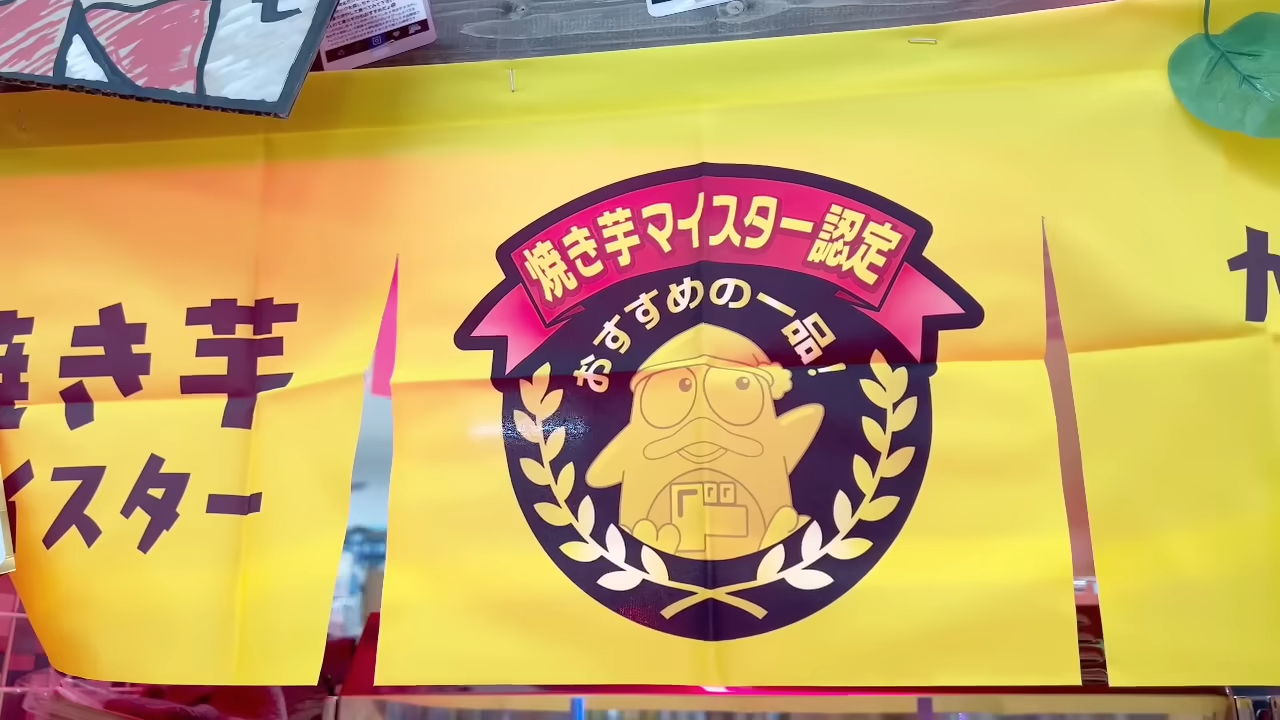 焼き芋マイスター認定
おすすめの一品!
焼き芋
イスター